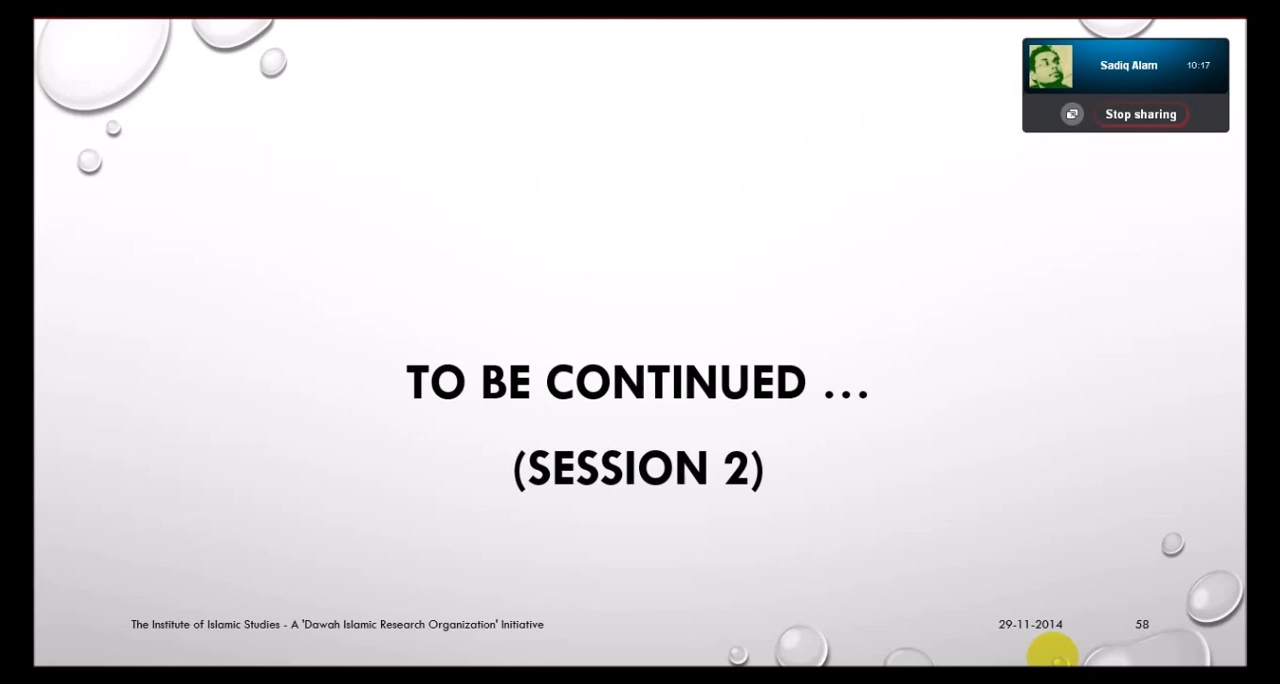 Sadiq Alam 10:17
Stop sharing
TO BE CONTINUED ...
(SESSION 2)
The Institute of Islamic Studies - A 'Dawah Islamic Research Organization' Initiative 29-11-2014 58